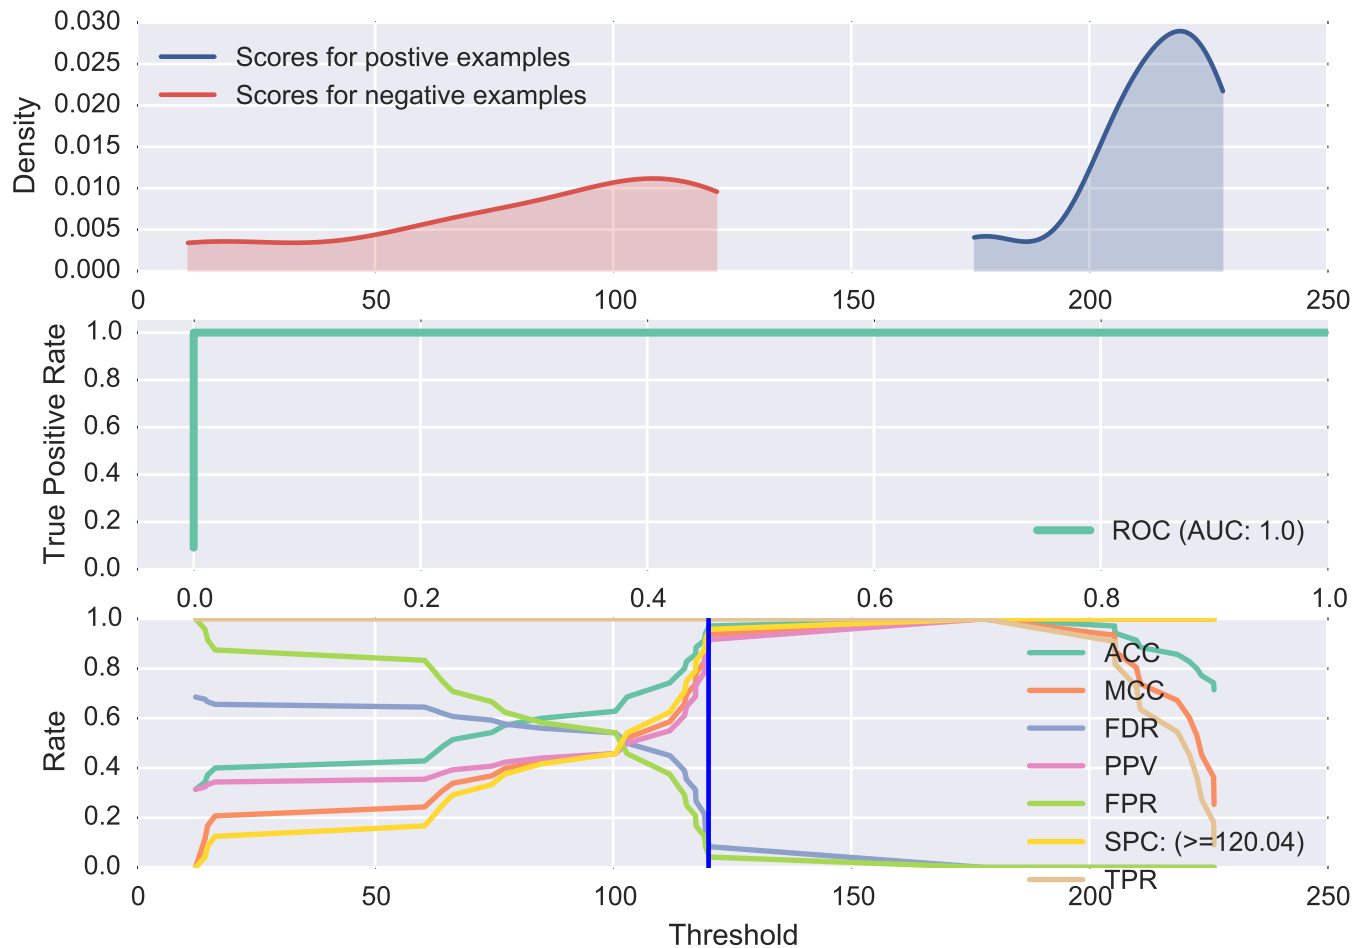 0.030
0.025
0.020
0.015
0.010
0.005
0.000
Density
Scores for postive examples
Scores for negative examples
0 50 100 150 200 250
1.0
0.8
0.6
0.4
0.2
0.0
True Positive Rate
ROC (AUC: 1.0)
0.0 0.2 0.4 0.6 0.8 1.0
1.0
0.8
0.6
0.4
0.2
0.0
Rate
ACC
MCC
FDR
PPV
FPR
SPC: (>=120.04)
TPR
0 50 100 150 200 250
Threshold